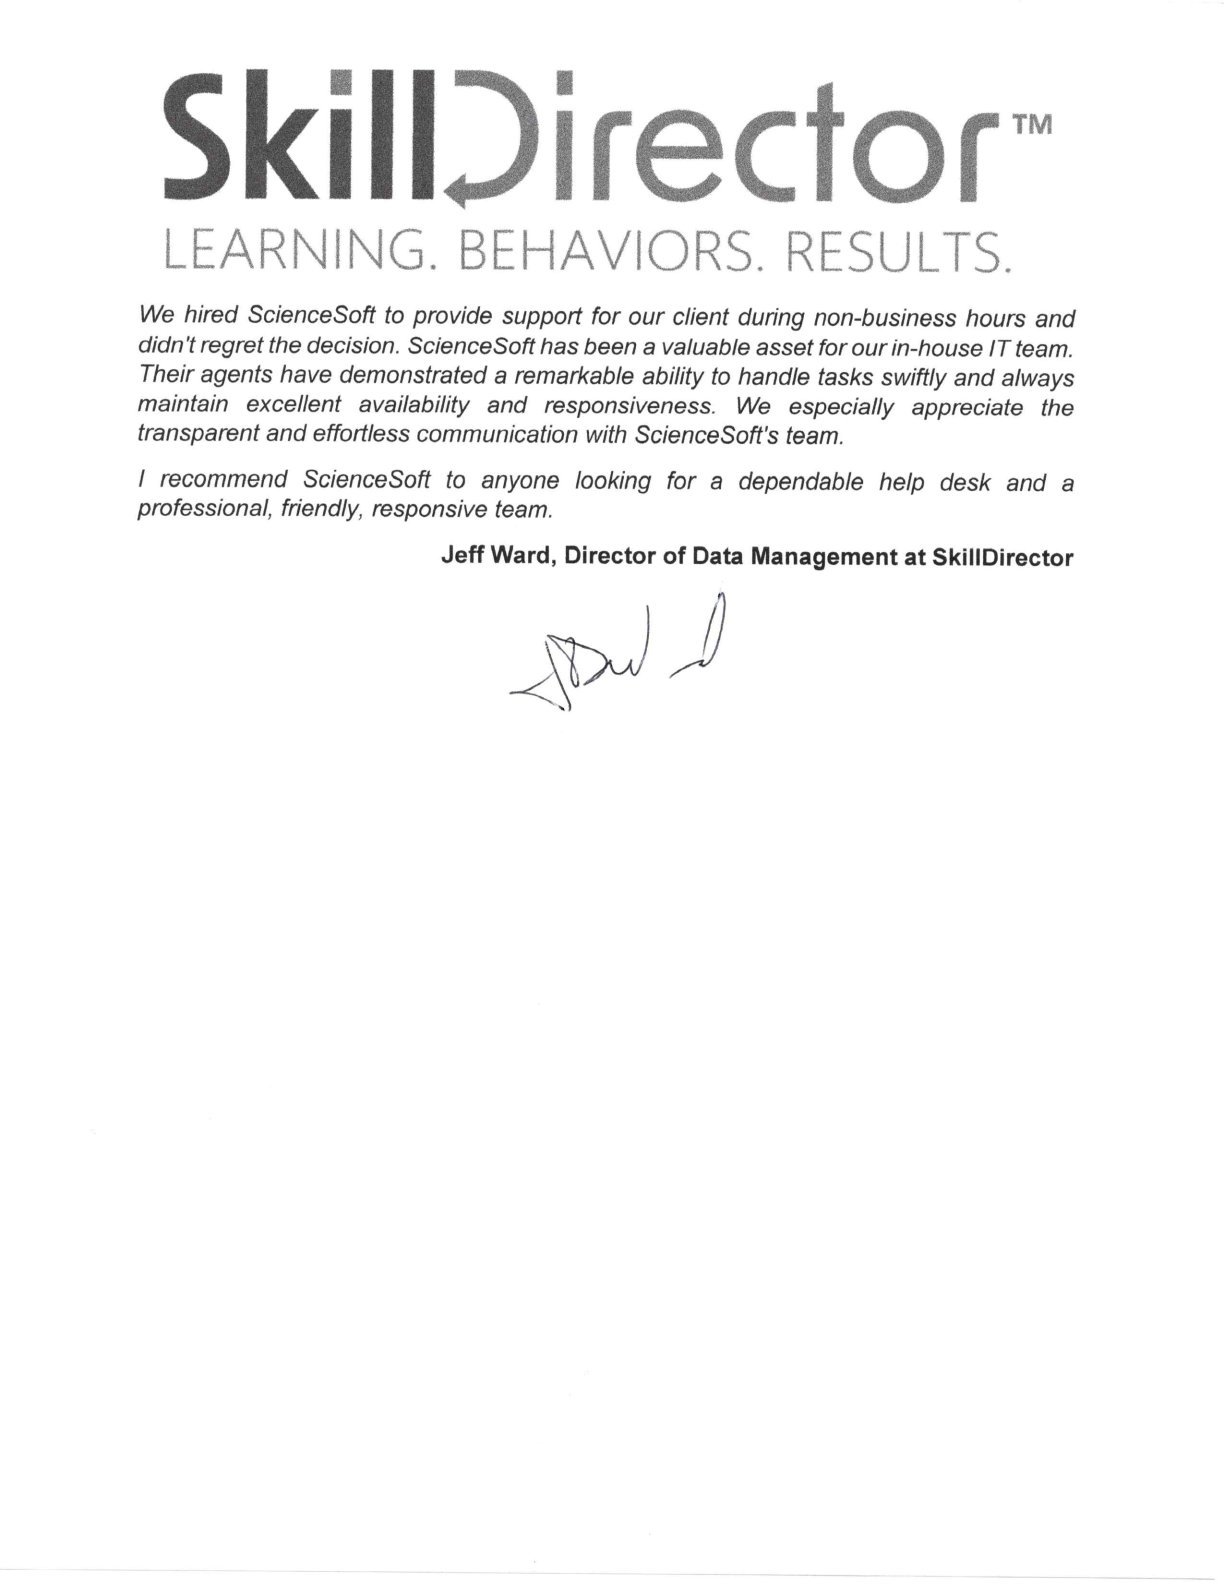 SkillDirector™
LEARNING. BEHAVIORS. RESULTS.
We hired ScienceSoft to provide support for our client during non-business hours and
didn't regret the decision. ScienceSoft has been a valuable asset for our in-house IT team.
Their agents have demonstrated a remarkable ability to handle tasks swiftly and always
maintain excellent availability and responsiveness. We especially appreciate the
transparent and effortless communication with ScienceSoft's team.
I recommend ScienceSoft to anyone looking for a dependable help desk and a
professional, friendly, responsive team.
Jeff Ward, Director of Data Management at SkillDirector